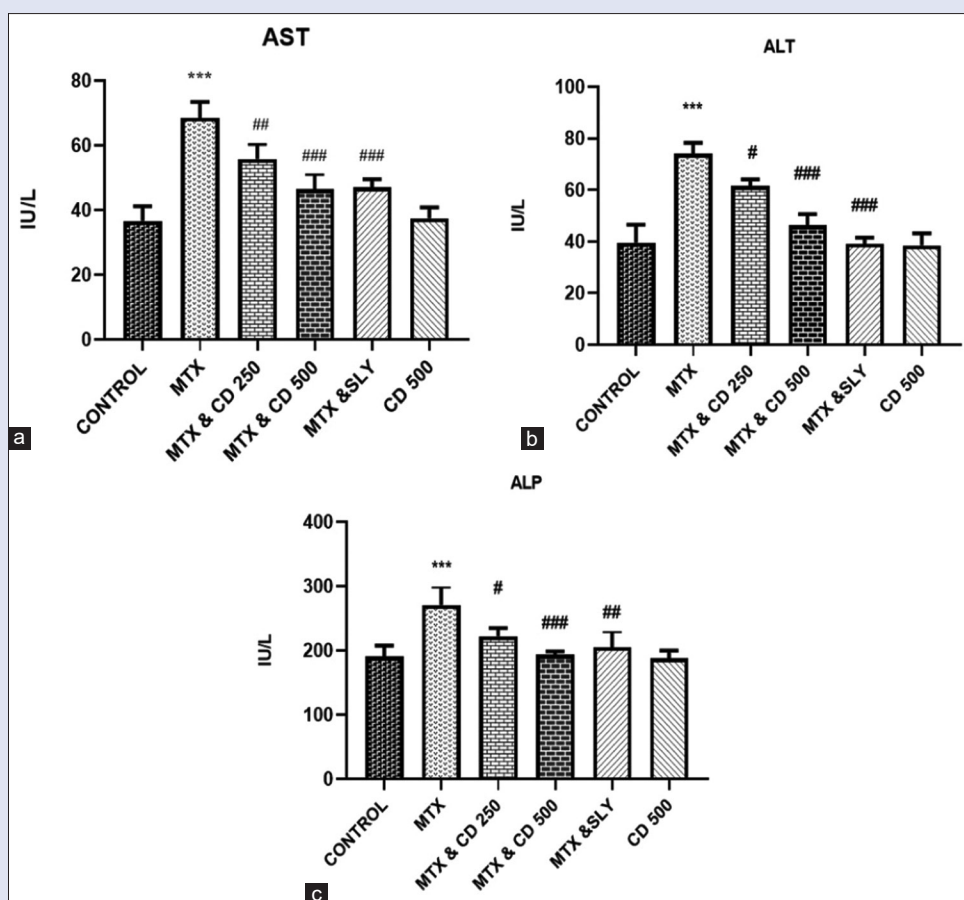 AST
***
##
###
###
80
60
40
20
0
IU/L
CONTROL
MTX
MTX & CD 250
MTX & CD 500
MTX &SLY
CD 500
a
ALT
***
#
###
###
100
80
60
40
20
0
IU/L
CONTROL
MTX
MTX & CD 250
MTX & CD 500
MTX &SLY
CD 500
b
ALP
***
#
###
##
400
300
200
100
0
IU/L
CONTROL
MTX
MTX & CD 250
MTX & CD 500
MTX &SLY
CD 500
c